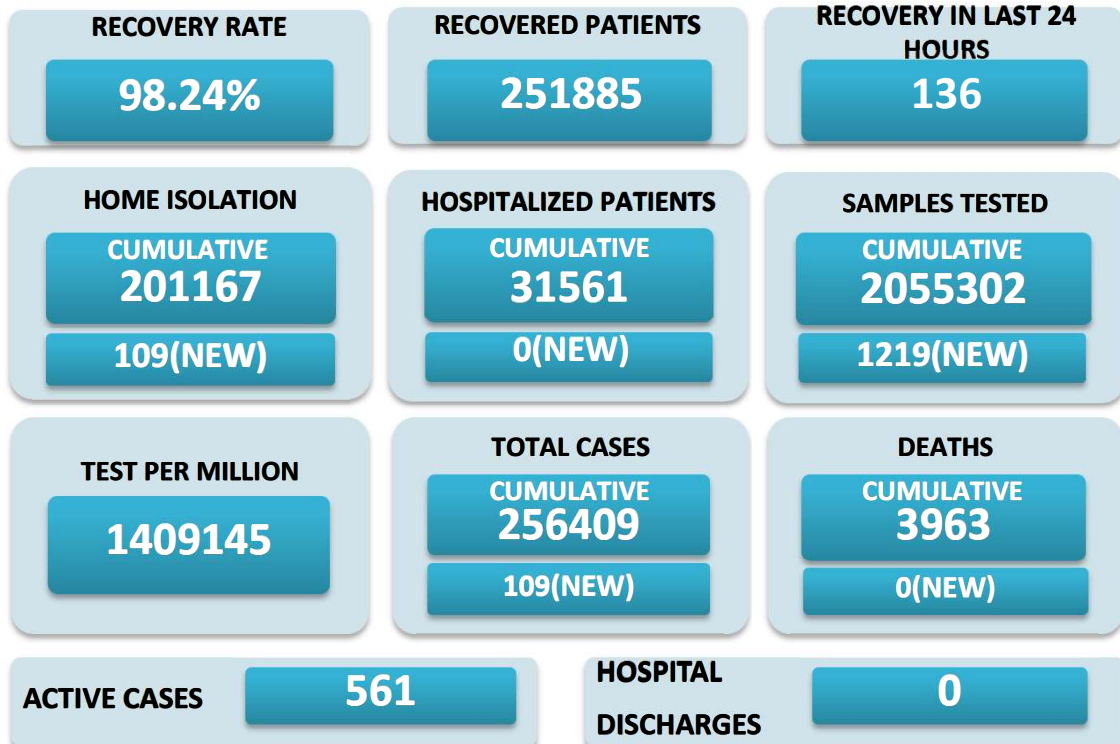 RECOVERY RATE
98.24%
RECOVERED PATIENTS
251885
RECOVERY IN LAST 24
HOURS
136
HOME ISOLATION
CUMULATIVE
201167
109(NEW)
HOSPITALIZED PATIENTS
CUMULATIVE
31561
0(NEW)
SAMPLES TESTED
CUMULATIVE
2055302
1219(NEW)
TEST PER MILLION
1409145
TOTAL CASES
CUMULATIVE
256409
109(NEW)
DEATHS
CUMULATIVE
3963
0(NEW)
ACTIVE CASES
561
HOSPITAL
DISCHARGES
0